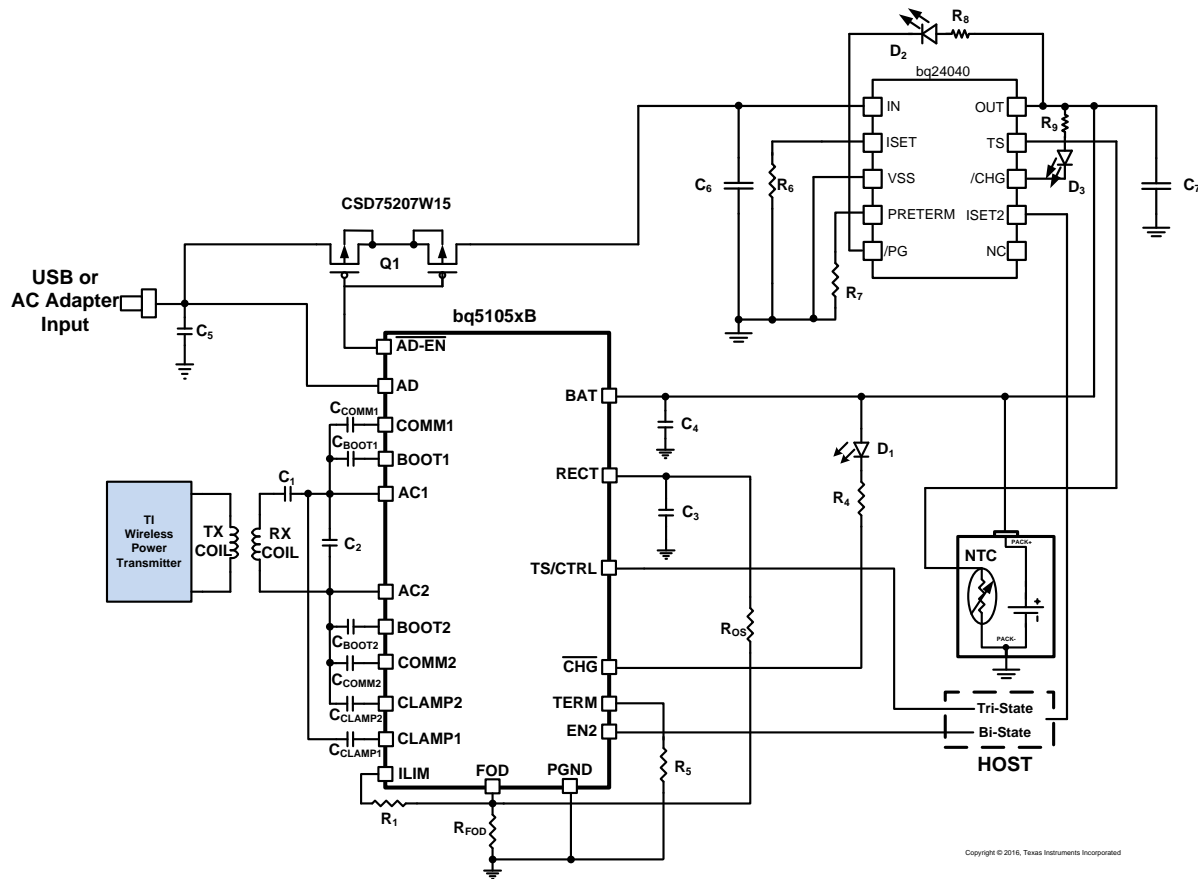 R8
D2
bq24040
IN
OUT
R9
ISET
TS
C6
R6
VSS
/CHG
D3
C7
CSD75207W15
PRETERM
ISET2
Q1
/PG
NC
R7
USB or
AC Adapter
Input
C5
bq5105xB
AD-EN
AD
BAT
CCOMM1
COMM1
C4
CBOOT1
BOOT1
D1
C1
RECT
AC1
R4
C3
TI
Wireless
Power
Transmitter
TX
COIL
RX
COIL
C2
PACK+
NTC
TS/CTRL
+
-
AC2
BOOT2
CBOOT2
ROS
PACK-
COMM2
CCOMM2
CHG
CLAMP2
CCLAMP2
TERM
Tri-State
EN2
Bi-State
CLAMP1
CCLAMP1
HOST
ILIM
FOD
PGND
R5
R1
RFOD
Copyright © 2016, Texas Instruments Incorporated